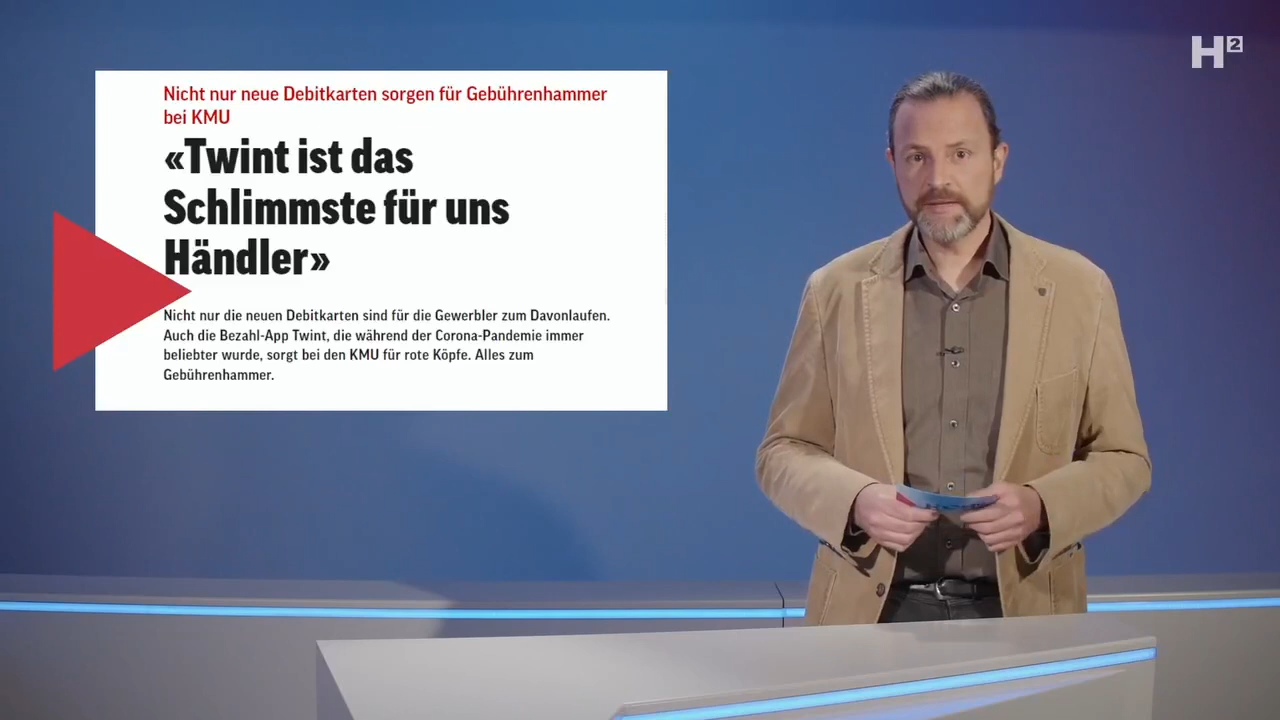 H2
Nicht nur neue Debitkarten sorgen für Gebührenhammer
bei KMU
«Twint ist das
Schlimmste für uns
Händler»
Nicht nur die neuen Debitkarten sind für die Gewerbler zum Davonlaufen.
Auch die Bezahl-App Twint, die während der Corona-Pandemie immer
beliebter wurde, sorgt bei den KMU für rote Köpfe. Alles zum
Gebührenhammer.